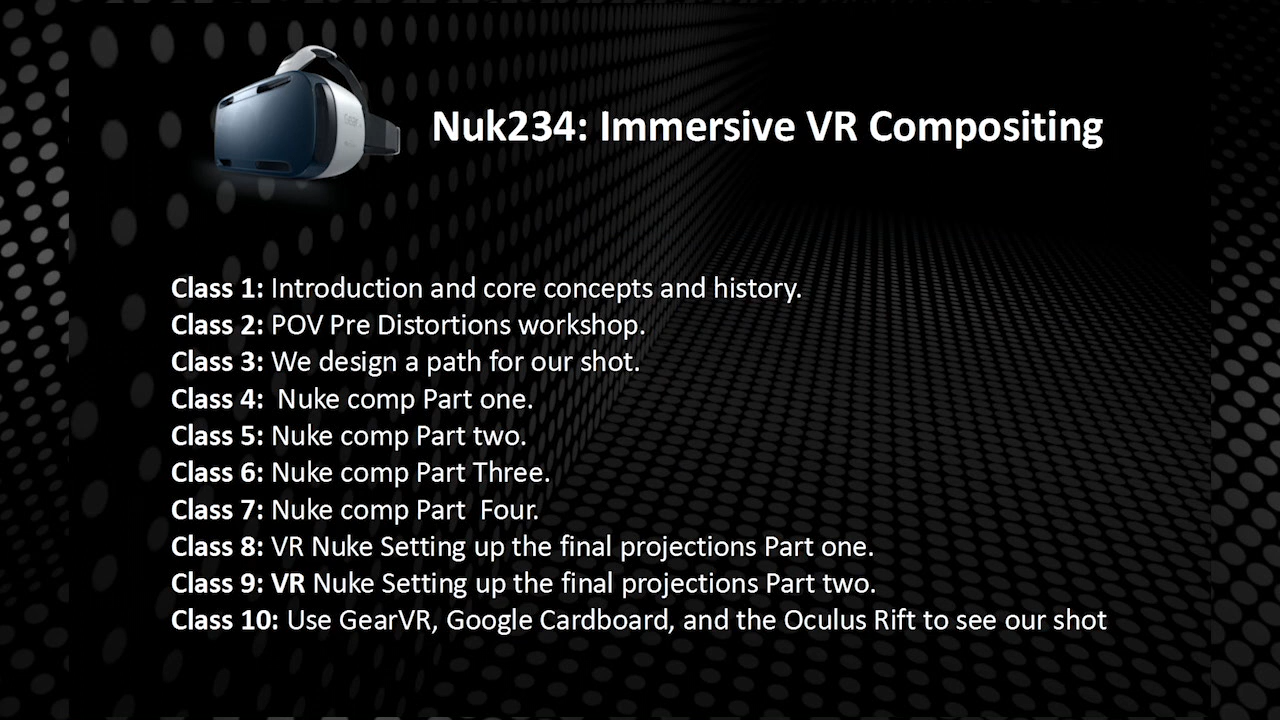 Nuk234: Immersive VR Compositing
Class 1: Introduction and core concepts and history.
Class 2: POV Pre Distortions workshop.
Class 3: We design a path for our shot.
Class 4:  Nuke comp Part one.
Class 5: Nuke comp Part two.
Class 6: Nuke comp Part Three.
Class 7: Nuke comp Part  Four.
Class 8: VR Nuke Setting up the final projections Part one.
Class 9: VR Nuke Setting up the final projections Part two.
Class 10: Use GearVR, Google Cardboard, and the Oculus Rift to see our shot